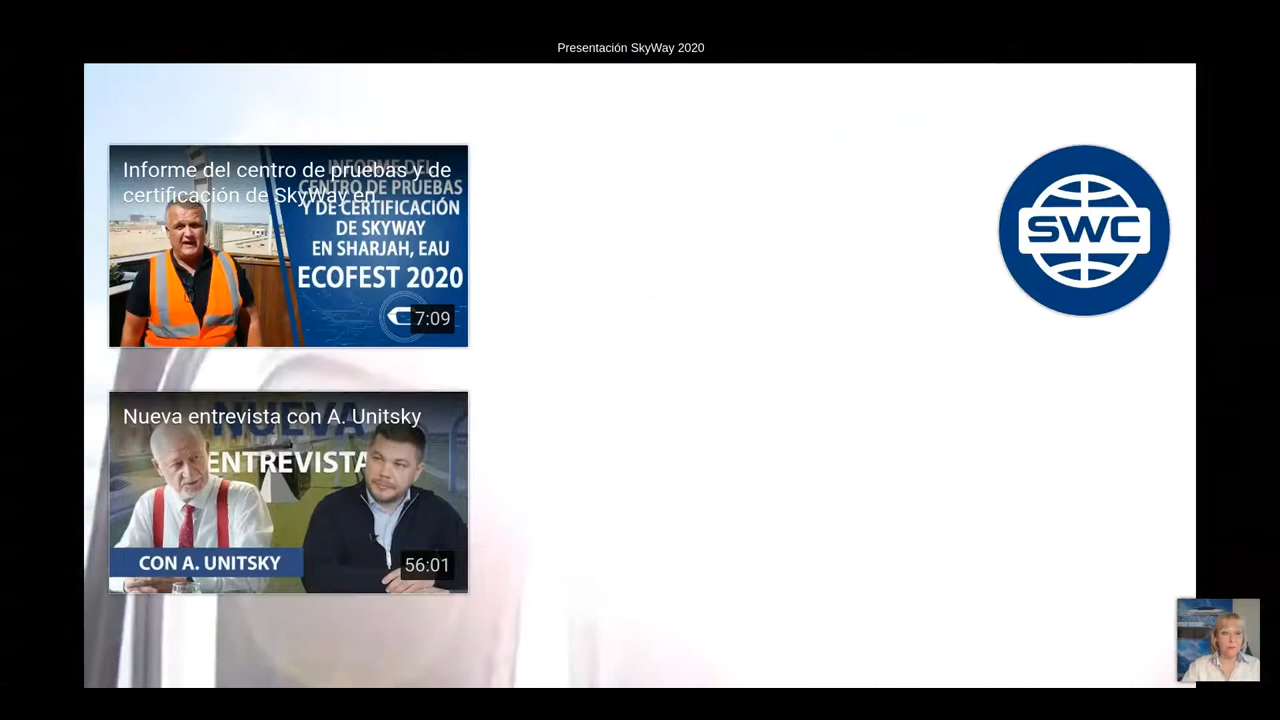 Presentación SkyWay 2020
Informe del centro de pruebas y de
certificación de SkyWay en
INFORME DEL
CENTRO DE PRUEBAS
Y DE CERTIFICACIÓN
DE SKYWAY
EN SHARJAH, EAU
ECOFEST 2020
7:09
SWC
Nueva entrevista con A. Unitsky
NUEVA
ENTREVISTA
CON A. UNITSKY
56:01